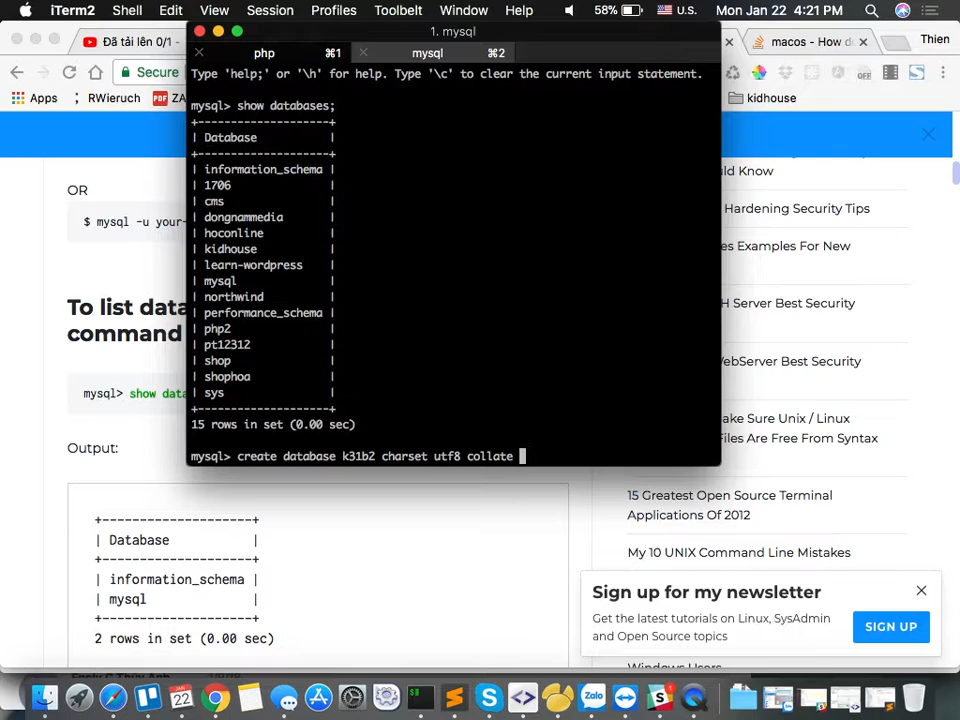 iTerm2 Shell Edit View Session Profiles Toolbelt Window Help 58% U.S. Mon Jan 22 4:21 PM
1. mysql
Đã tải lên 0/1 - macos - How d Thien
php ⌘1 mysql ⌘2
Secure
Type 'help;' or '\h' for help. Type '\c' to clear the current input statement.
Apps RWieruch PDF ZA kidhouse
mysql> show databases;
+--------------------+
| Database |
+--------------------+
| information_schema |
| 1706 |
| cms |
| dongnammedia |
| hoconline |
| kidhouse |
| learn-wordpress |
| mysql |
| northwind |
| performance_schema |
| php2 |
| pt12312 |
| shop |
| shophoa |
| sys |
+--------------------+
15 rows in set (0.00 sec)
mysql> create database k31b2 charset utf8 collate
OR
$ mysql -u your-
To list data
command
mysql> show data
Output:
+--------------------+
| Database |
+--------------------+
| information_schema |
| mysql |
+--------------------+
2 rows in set (0.00 sec)
uld Know
Hardening Security Tips
es Examples For New
H Server Best Security
WebServer Best Security
ake Sure Unix / Linux
Files Are Free From Syntax
15 Greatest Open Source Terminal
Applications Of 2012
My 10 UNIX Command Line Mistakes
Windows Users
Sign up for my newsletter
Get the latest tutorials on Linux, SysAdmin
and Open Source topics
SIGN UP
22
Zalo